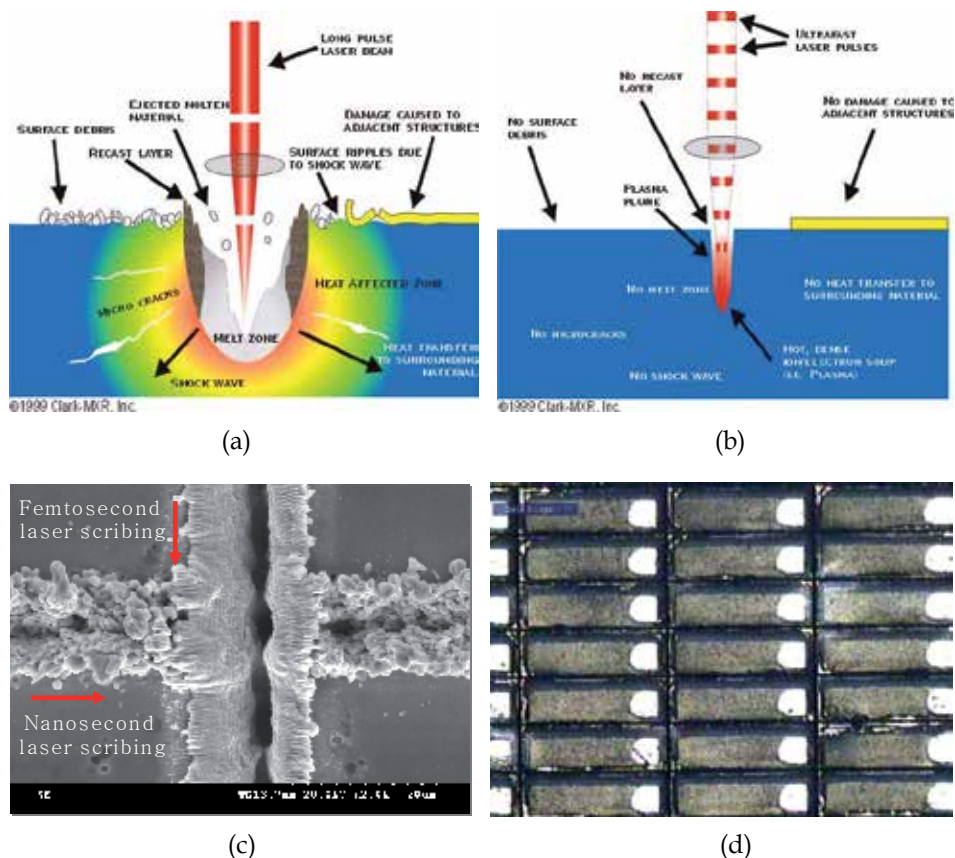 LONG PULSE
LASER BEAM
EJECTED MOLTEN
MATERIAL
DAMAGE CAUSED TO
ADJACENT STRUCTURES
SURFACE DEBRIS
RECAST LAYER
SURFACE RIPPLES DUE
TO SHOCK WAVE
MICRO CRACKS
HEAT AFFECTED ZONE
MELT ZONE
HEAT TRANSFER
TO SURROUNDING
MATERIAL
SHOCK WAVE
©1999 Clark-MXR, Inc.
(a)
ULTRAFAST
LASER PULSES
NO RECAST
LAYER
NO SURFACE
DEBRIS
NO DAMAGE CAUSED TO
ADJACENT STRUCTURES
PLASMA
PLUME
NO MELT ZONE
NO HEAT TRANSFER TO
SURROUNDING MATERIAL
NO MICROCRACKS
HOT, DENSE
ION/ELECTRON SOUP
(I.E. PLASMA)
NO SHOCK WAVE
©1999 Clark-MXR, Inc.
(b)
Femtosecond
laser scribing
Nanosecond
laser scribing
SE
20um
(c)
(d)